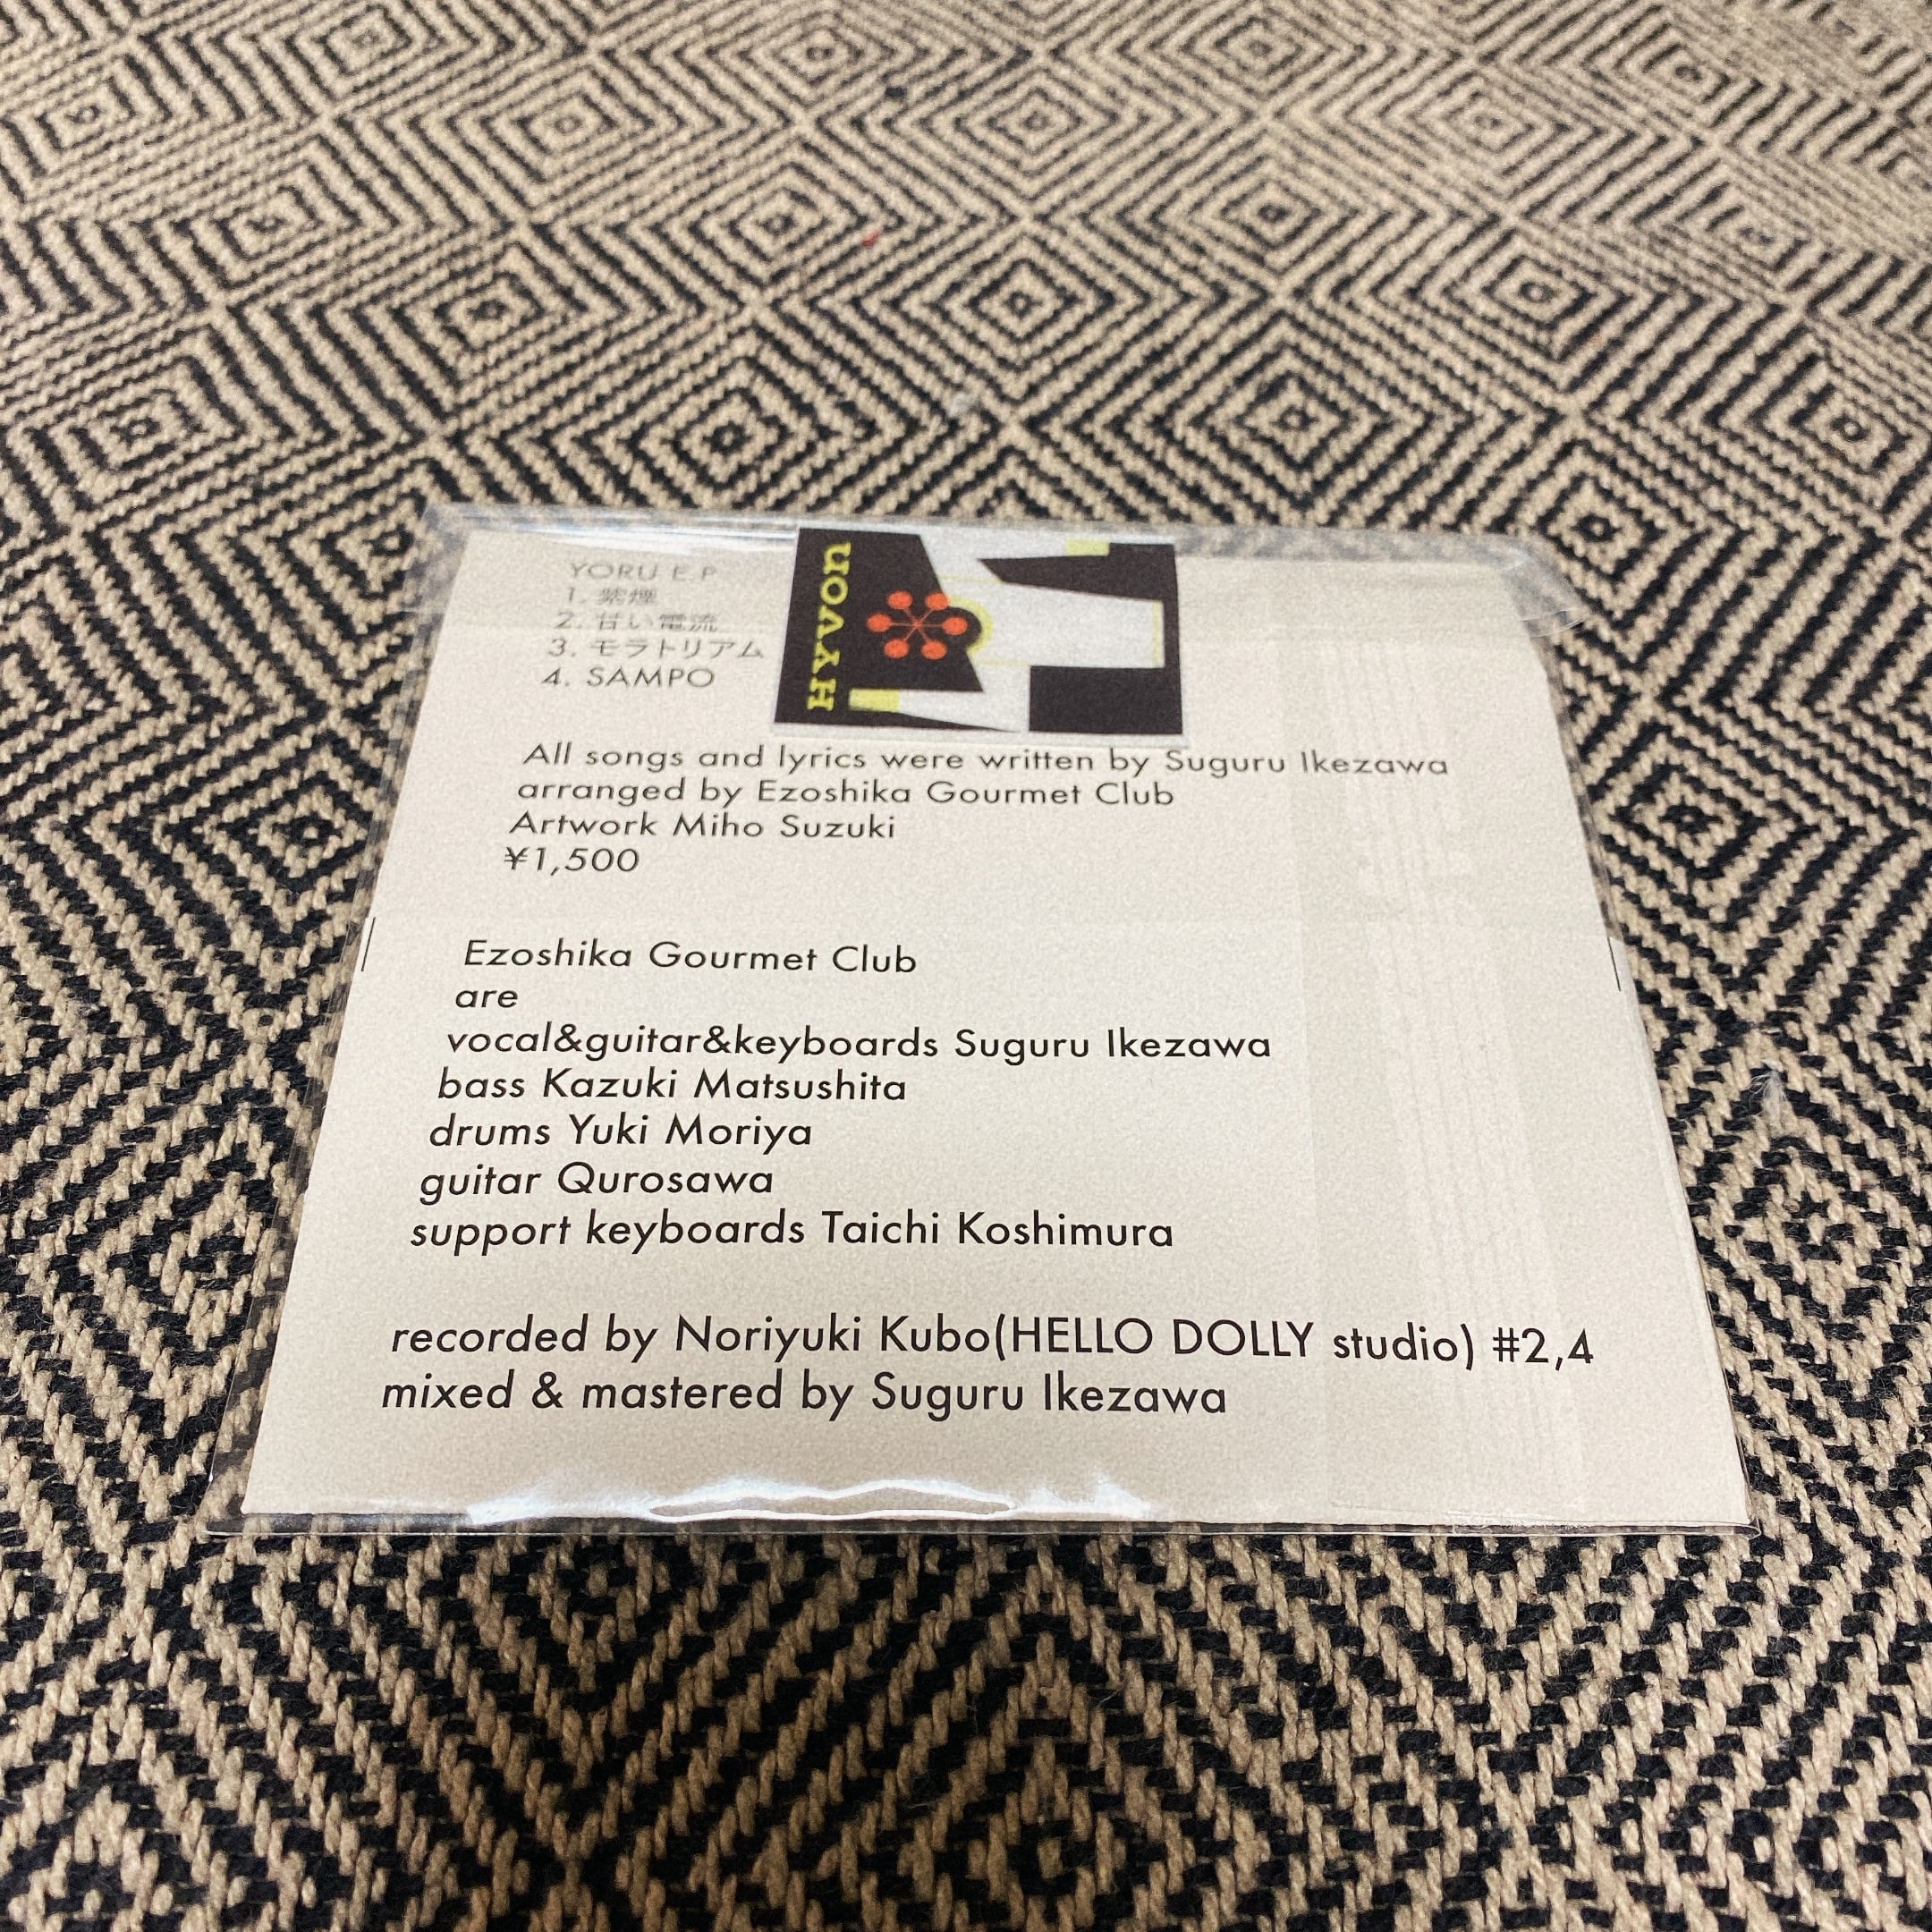 YORU E.P
1. 紫煙
2. 甘い電流
3. モラトリアム
4. SAMPO
HYVON
All songs and lyrics were written by Suguru Ikezawa
arranged by Ezoshika Gourmet Club
Artwork Miho Suzuki
¥1,500
Ezoshika Gourmet Club
are
vocal&guitar&keyboards Suguru Ikezawa
bass Kazuki Matsushita
drums Yuki Moriya
guitar Qurosawa
support keyboards Taichi Koshimura
recorded by Noriyuki Kubo(HELLO DOLLY studio) #2,4
mixed & mastered by Suguru Ikezawa